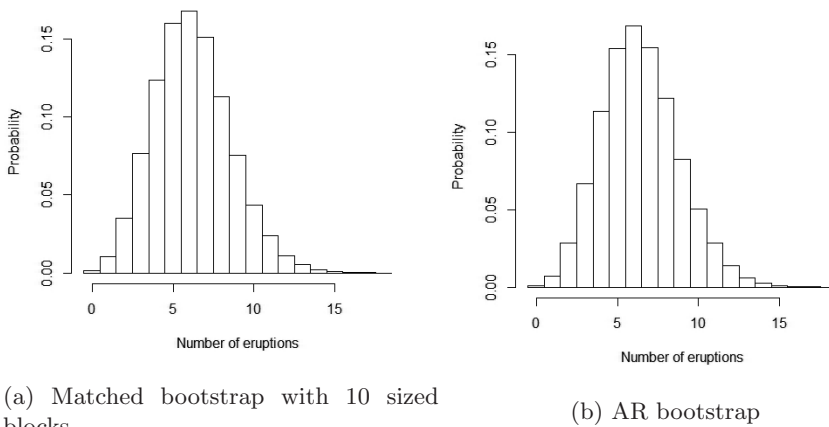 Probability
0.00 0.05 0.10 0.15
0 5 10 15
Number of eruptions
(a) Matched bootstrap with 10 sized
blocks
Probability
0.00 0.05 0.10 0.15
0 5 10 15
Number of eruptions
(b) AR bootstrap